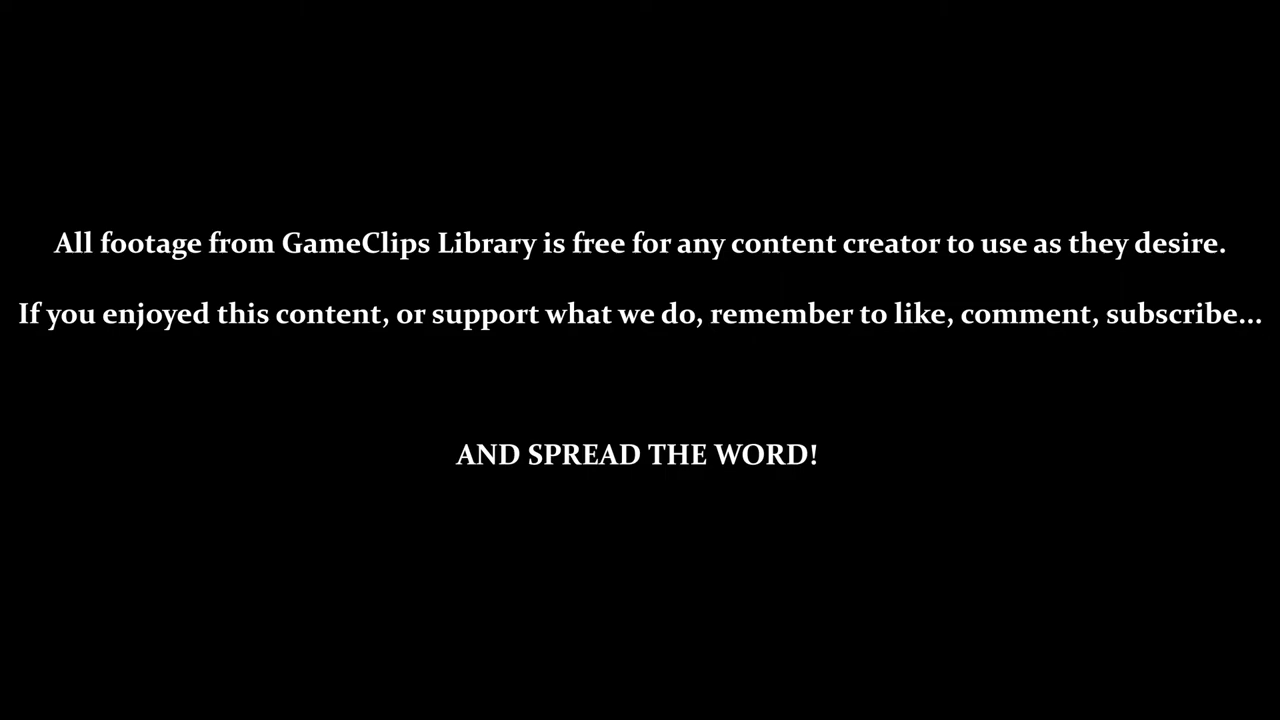 All footage from GameClips Library is free for any content creator to use as they desire.
If you enjoyed this content, or support what we do, remember to like, comment, subscribe...
AND SPREAD THE WORD!